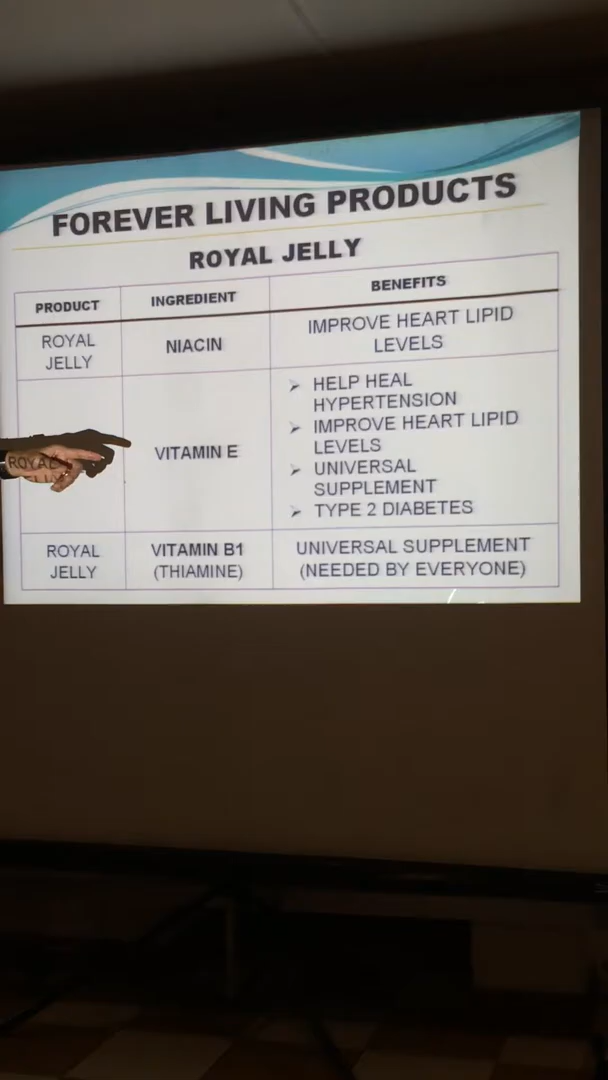 FOREVER LIVING PRODUCTS
ROYAL JELLY
PRODUCT INGREDIENT BENEFITS
ROYAL JELLY
NIACIN
IMPROVE HEART LIPID
LEVELS
ROYAL
VITAMIN E
➢ HELP HEAL
HYPERTENSION
➢ IMPROVE HEART LIPID
LEVELS
➢ UNIVERSAL
SUPPLEMENT
➢ TYPE 2 DIABETES
ROYAL
JELLY
VITAMIN B1
(THIAMINE)
UNIVERSAL SUPPLEMENT
(NEEDED BY EVERYONE)